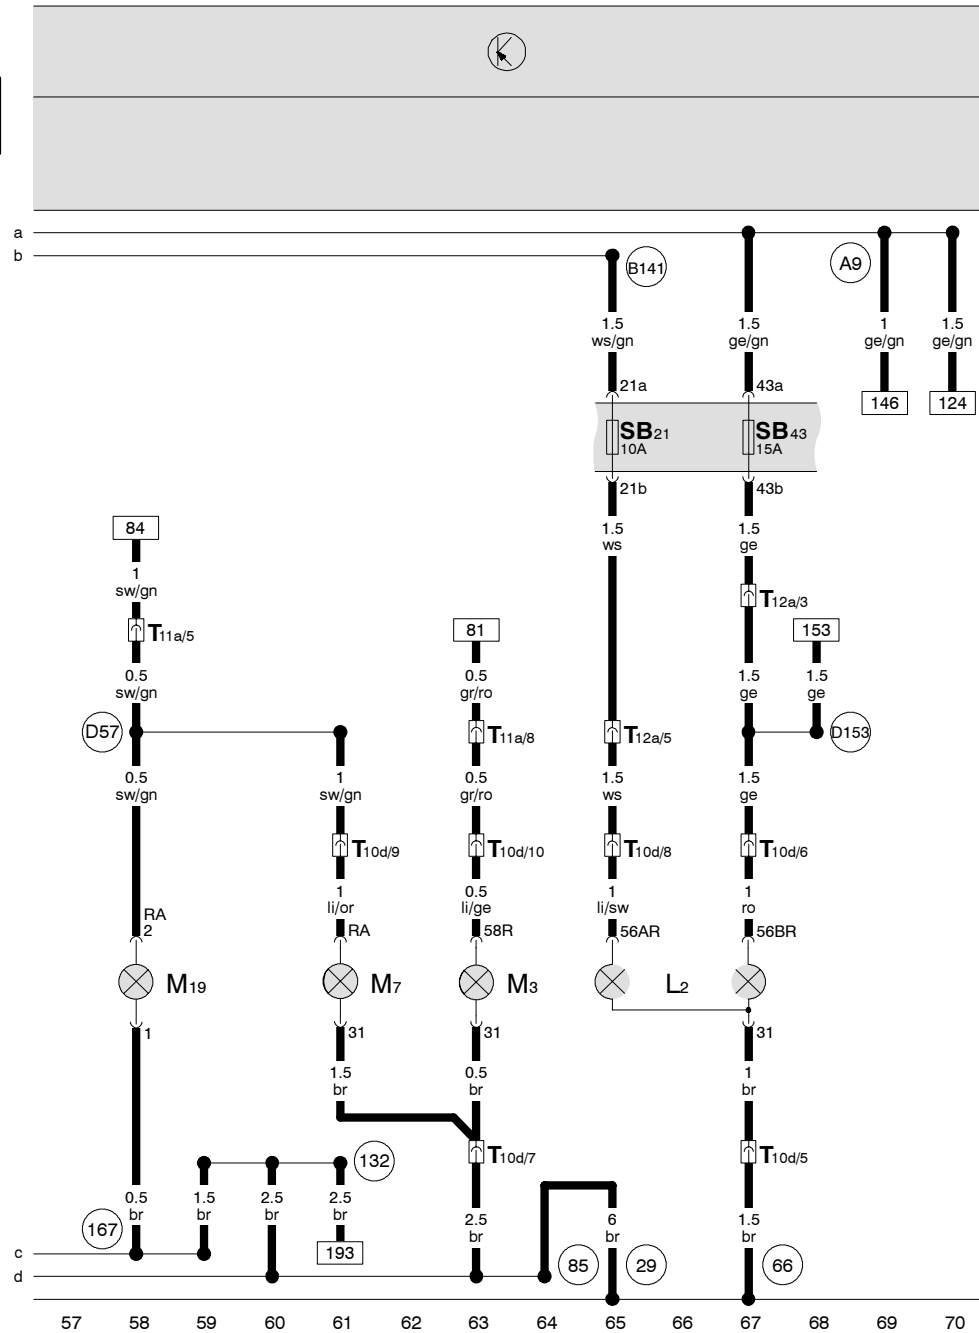 a
b
B141
A9
1.5
ws/gn
1.5
ge/gn
1
ge/gn
1.5
ge/gn
21a
43a
146
124
SB21
10A
SB43
15A
21b
43b
84
1.5
ws
1.5
ge
1
sw/gn
T12a/3
T11a/5
81
153
0.5
sw/gn
0.5
gr/ro
1.5
ge
1.5
ge
D57
T11a/8
T12a/5
D153
0.5
sw/gn
1
sw/gn
0.5
gr/ro
1.5
ws
1.5
ge
T10d/9
T10d/10
T10d/8
T10d/6
1
li/or
0.5
li/ge
1
li/sw
1
ro
RA
2
RA
58R
56AR
56BR
M19
M7
M3
L2
1
31
31
31
1.5
br
0.5
br
1
br
132
T10d/7
T10d/5
0.5
br
1.5
br
2.5
br
2.5
br
2.5
br
6
br
1.5
br
167
193
85
29
66
c
d
57 58 59 60 61 62 63 64 65 66 67 68 69 70